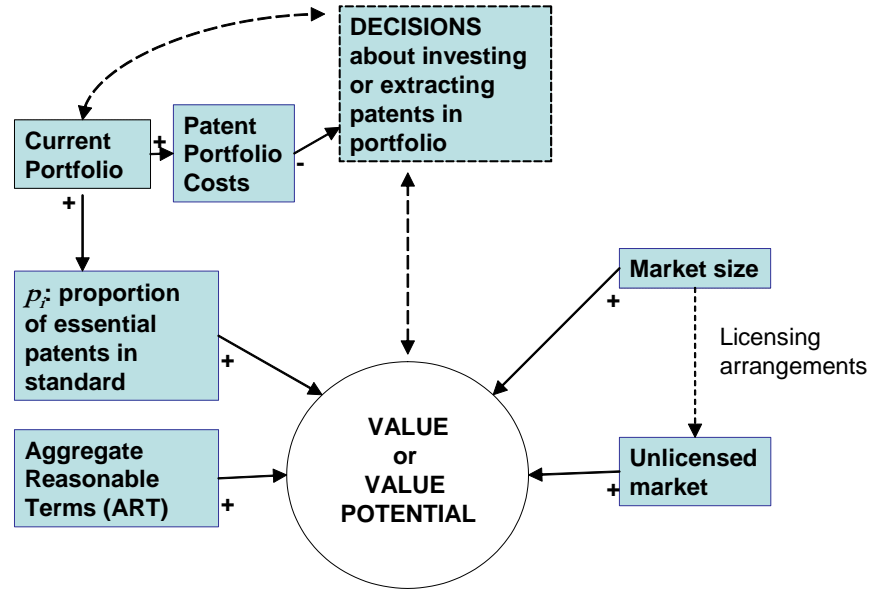 DECISIONS
about investing
or extracting
patents in
portfolio
Current
Portfolio
+
Patent
Portfolio
Costs
-
+
p_i: proportion
of essential
patents in
standard
+
Market size
+
Licensing
arrangements
Aggregate
Reasonable
Terms (ART)
+
VALUE
or
VALUE
POTENTIAL
Unlicensed
market
+